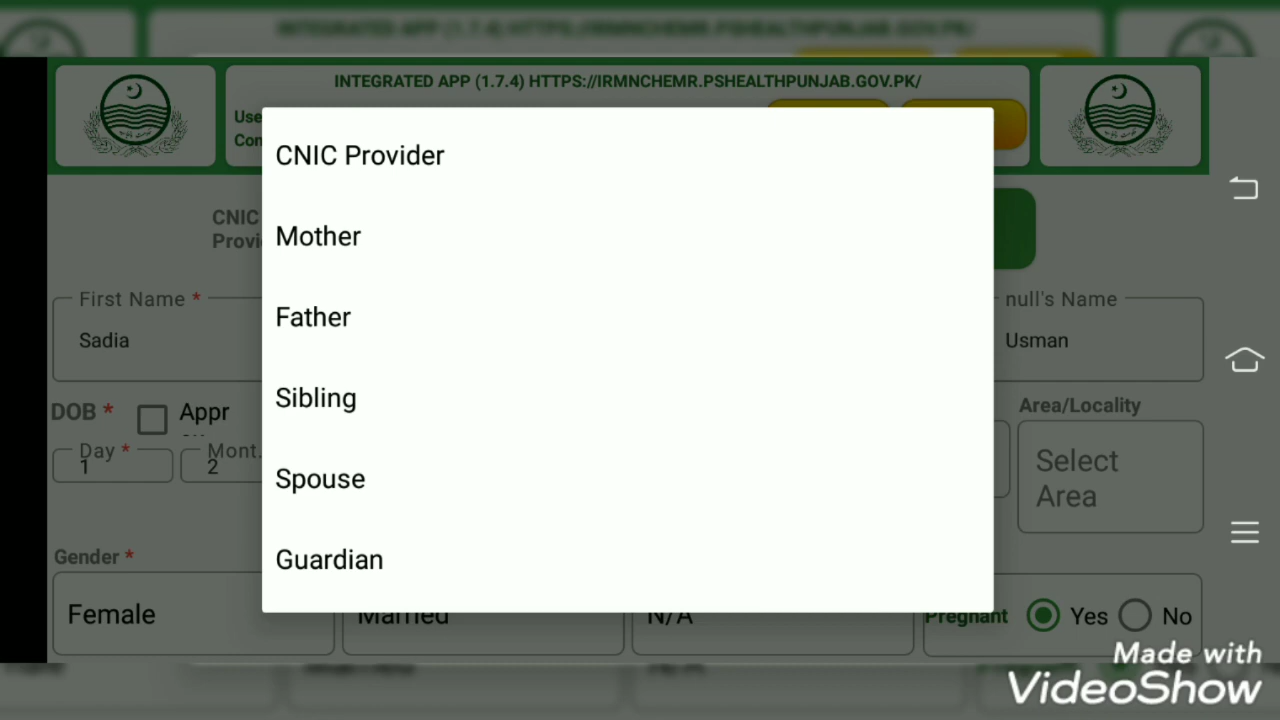 INTEGRATED APP (1.7.4) HTTPS://IRMNCHEMR.PSHEALTHPUNJAB.GOV.PK/
CNIC Provider
Mother
Father
Sibling
Spouse
Guardian
CNIC
First Name *
Sadia
null's Name
Usman
DOB *
Appr
Area/Locality
Day *
1
Mont.
2
Select
Area
Gender *
Female
Married
N/A
Pregnant
Yes
No
Made with
VideoShow